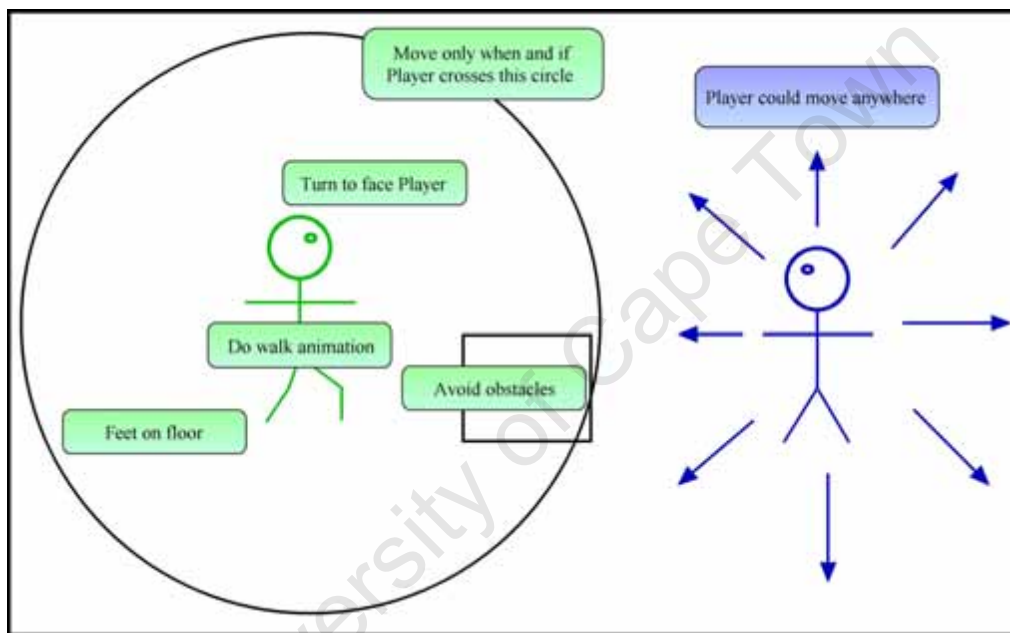 Move only when and if
Player crosses this circle
Player could move anywhere
Turn to face Player
Do walk animation
Avoid obstacles
Feet on floor
University of Cape Town